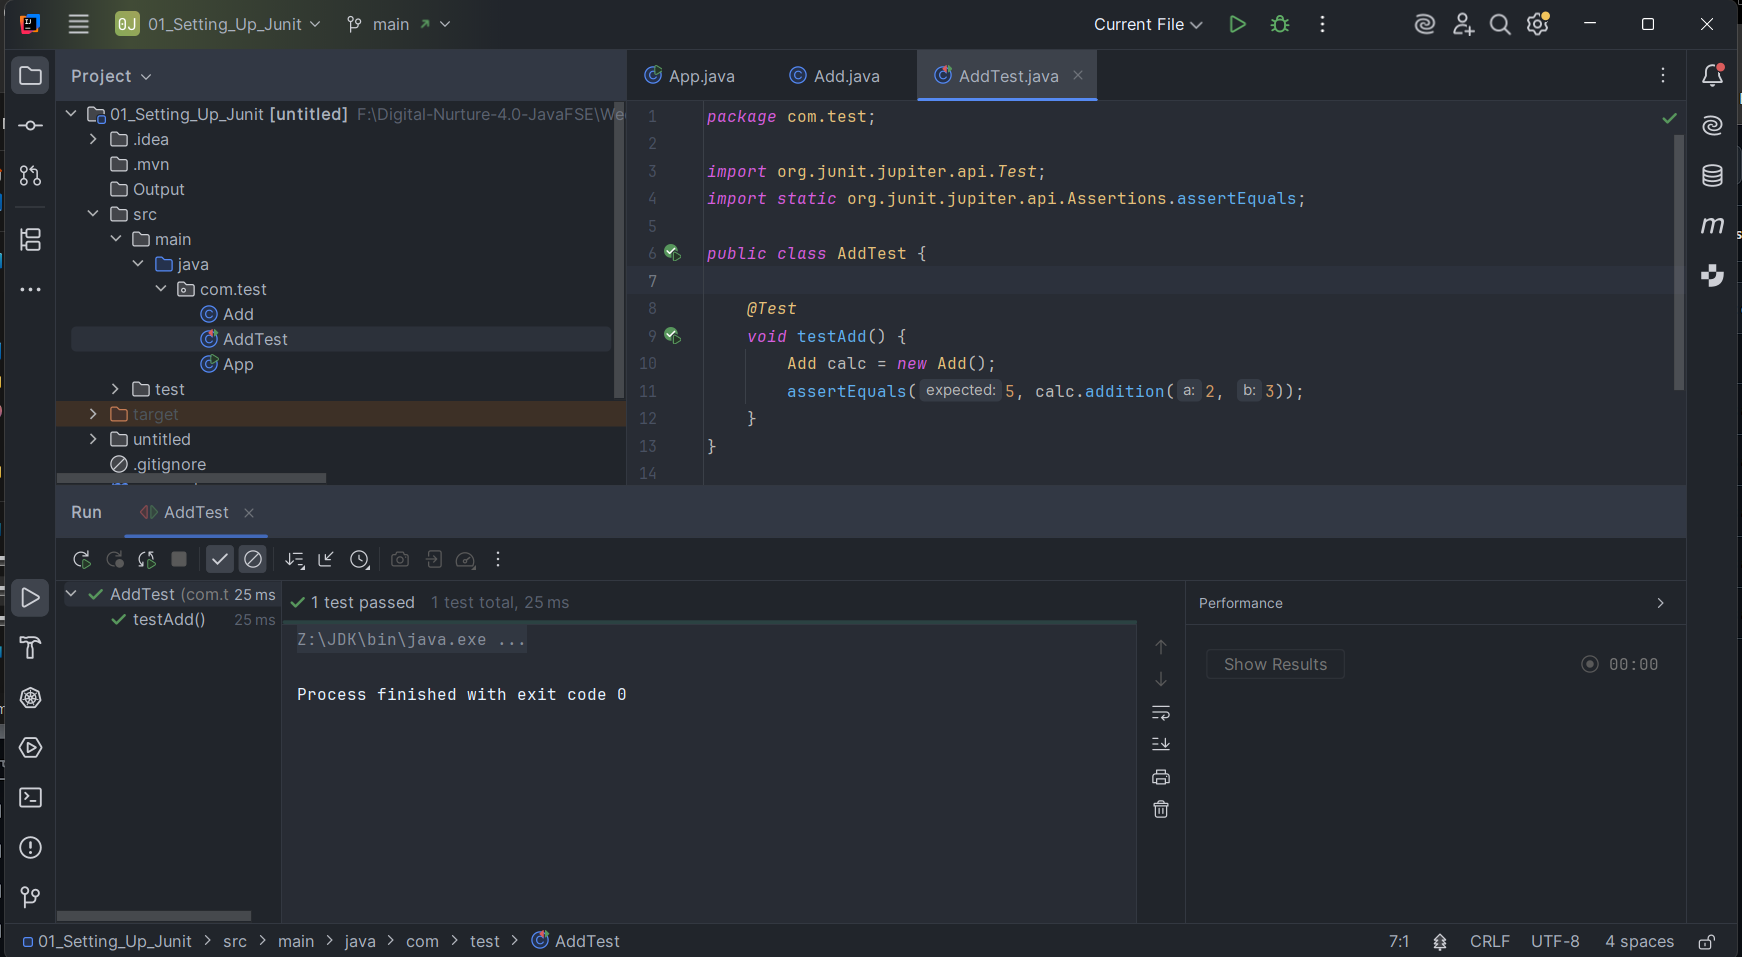 0J 01_Setting_Up_Junit main Current File
Project
01_Setting_Up_Junit [untitled] F:\Digital-Nurture-4.0-JavaFSE\We
.idea
.mvn
Output
src
main
java
com.test
Add
AddTest
App
test
target
untitled
.gitignore
App.java Add.java AddTest.java
1 package com.test;
2
3 import org.junit.jupiter.api.Test;
4 import static org.junit.jupiter.api.Assertions.assertEquals;
5
6 public class AddTest {
7
8 @Test
9 void testAdd() {
10 Add calc = new Add();
11 assertEquals( expected: 5, calc.addition( a: 2, b: 3));
12 }
13 }
14
Run AddTest
AddTest (com.t 25 ms
testAdd() 25 ms
1 test passed 1 test total, 25 ms
Z:\JDK\bin\java.exe ...
Process finished with exit code 0
Performance
Show Results 00:00
01_Setting_Up_Junit > src > main > java > com > test > AddTest
7:1 CRLF UTF-8 4 spaces